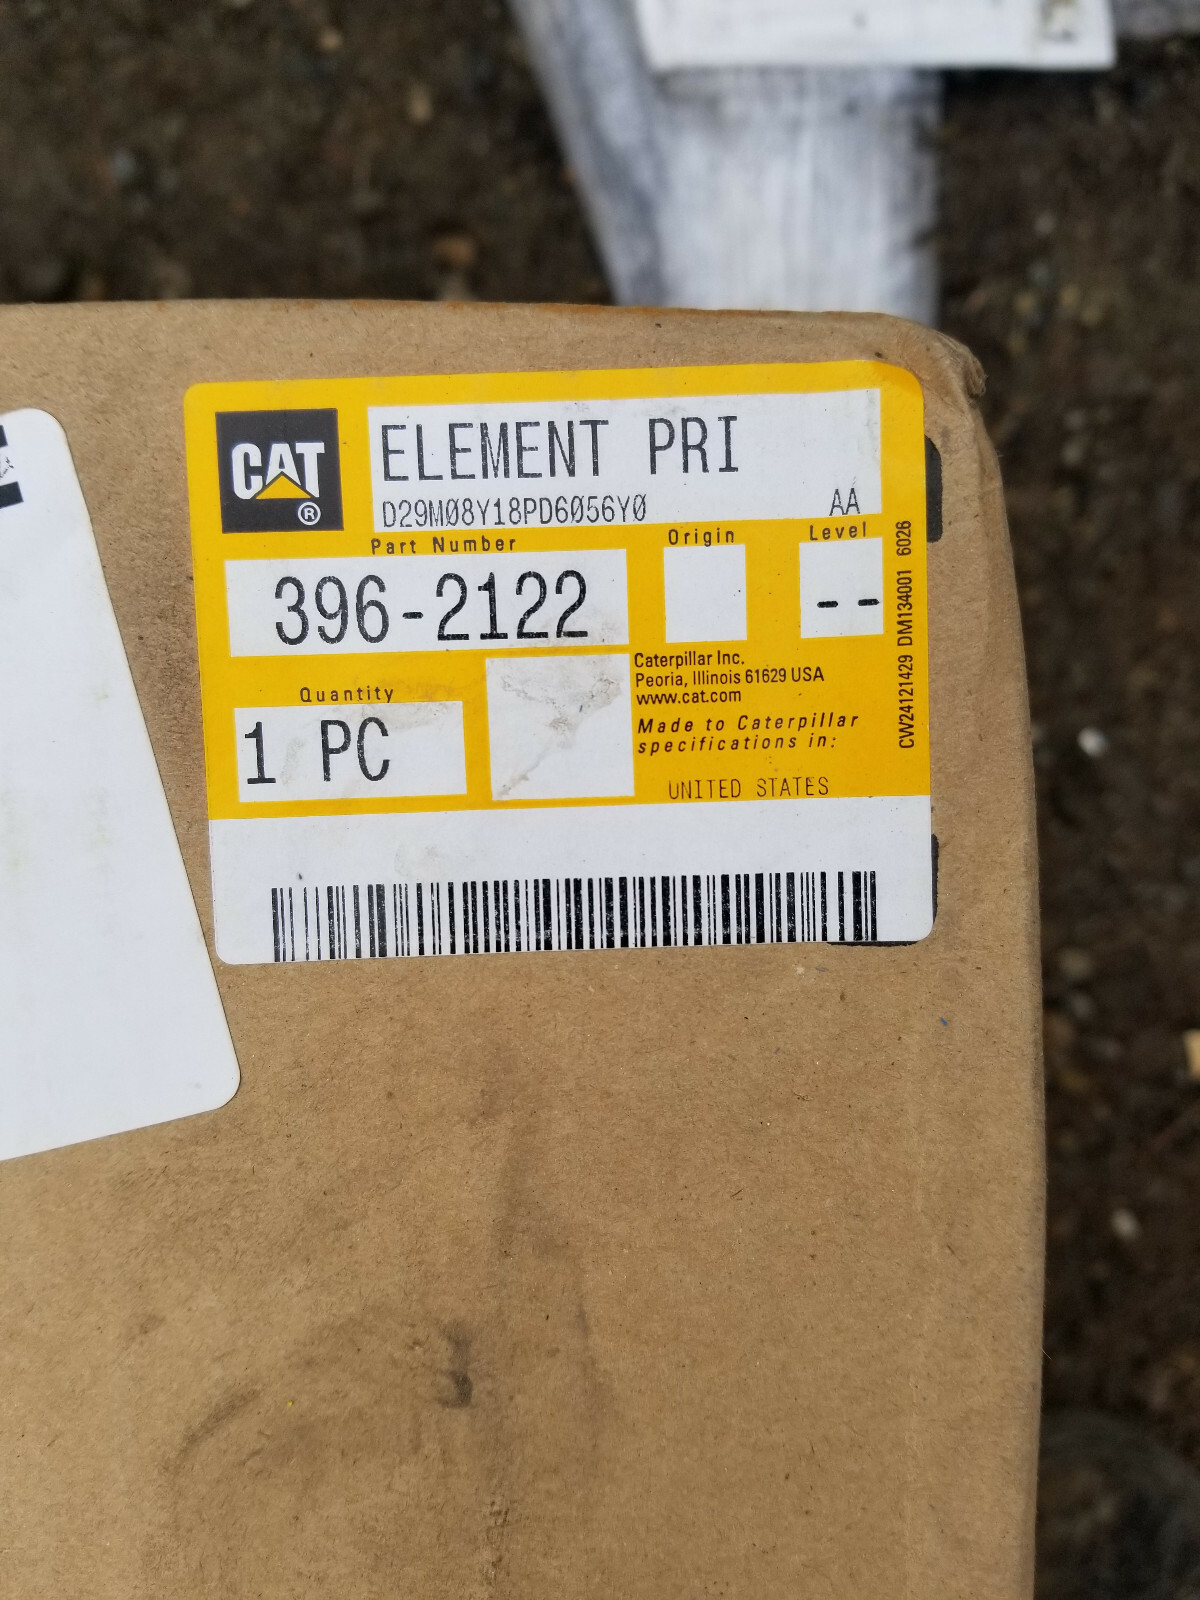 CAT
®
ELEMENT PRI
D29M08Y18PD6056Y0 AA
Part Number Origin Level
396-2122 --
Quantity
1 PC
Caterpillar Inc.
Peoria, Illinois 61629 USA
www.cat.com
Made to Caterpillar
specifications in:
UNITED STATES
CW24121429 DM134001 6026